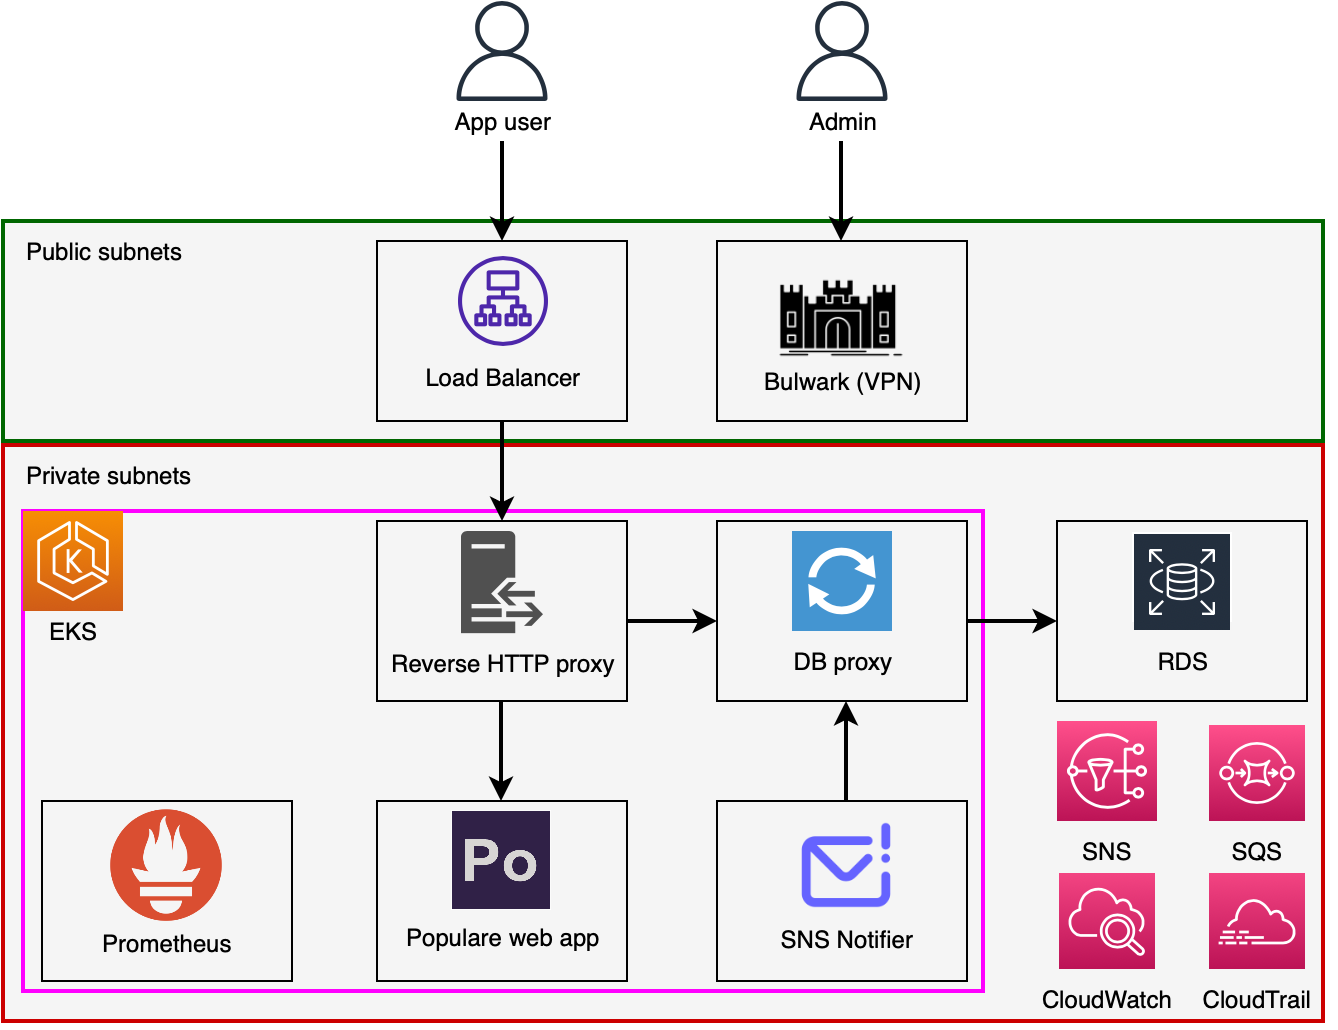 App user
Admin
Public subnets
Load Balancer
Bulwark (VPN)
Private subnets
K
EKS
Reverse HTTP proxy
DB proxy
RDS
SNS
SQS
Po
Prometheus
Populare web app
SNS Notifier
CloudWatch
CloudTrail